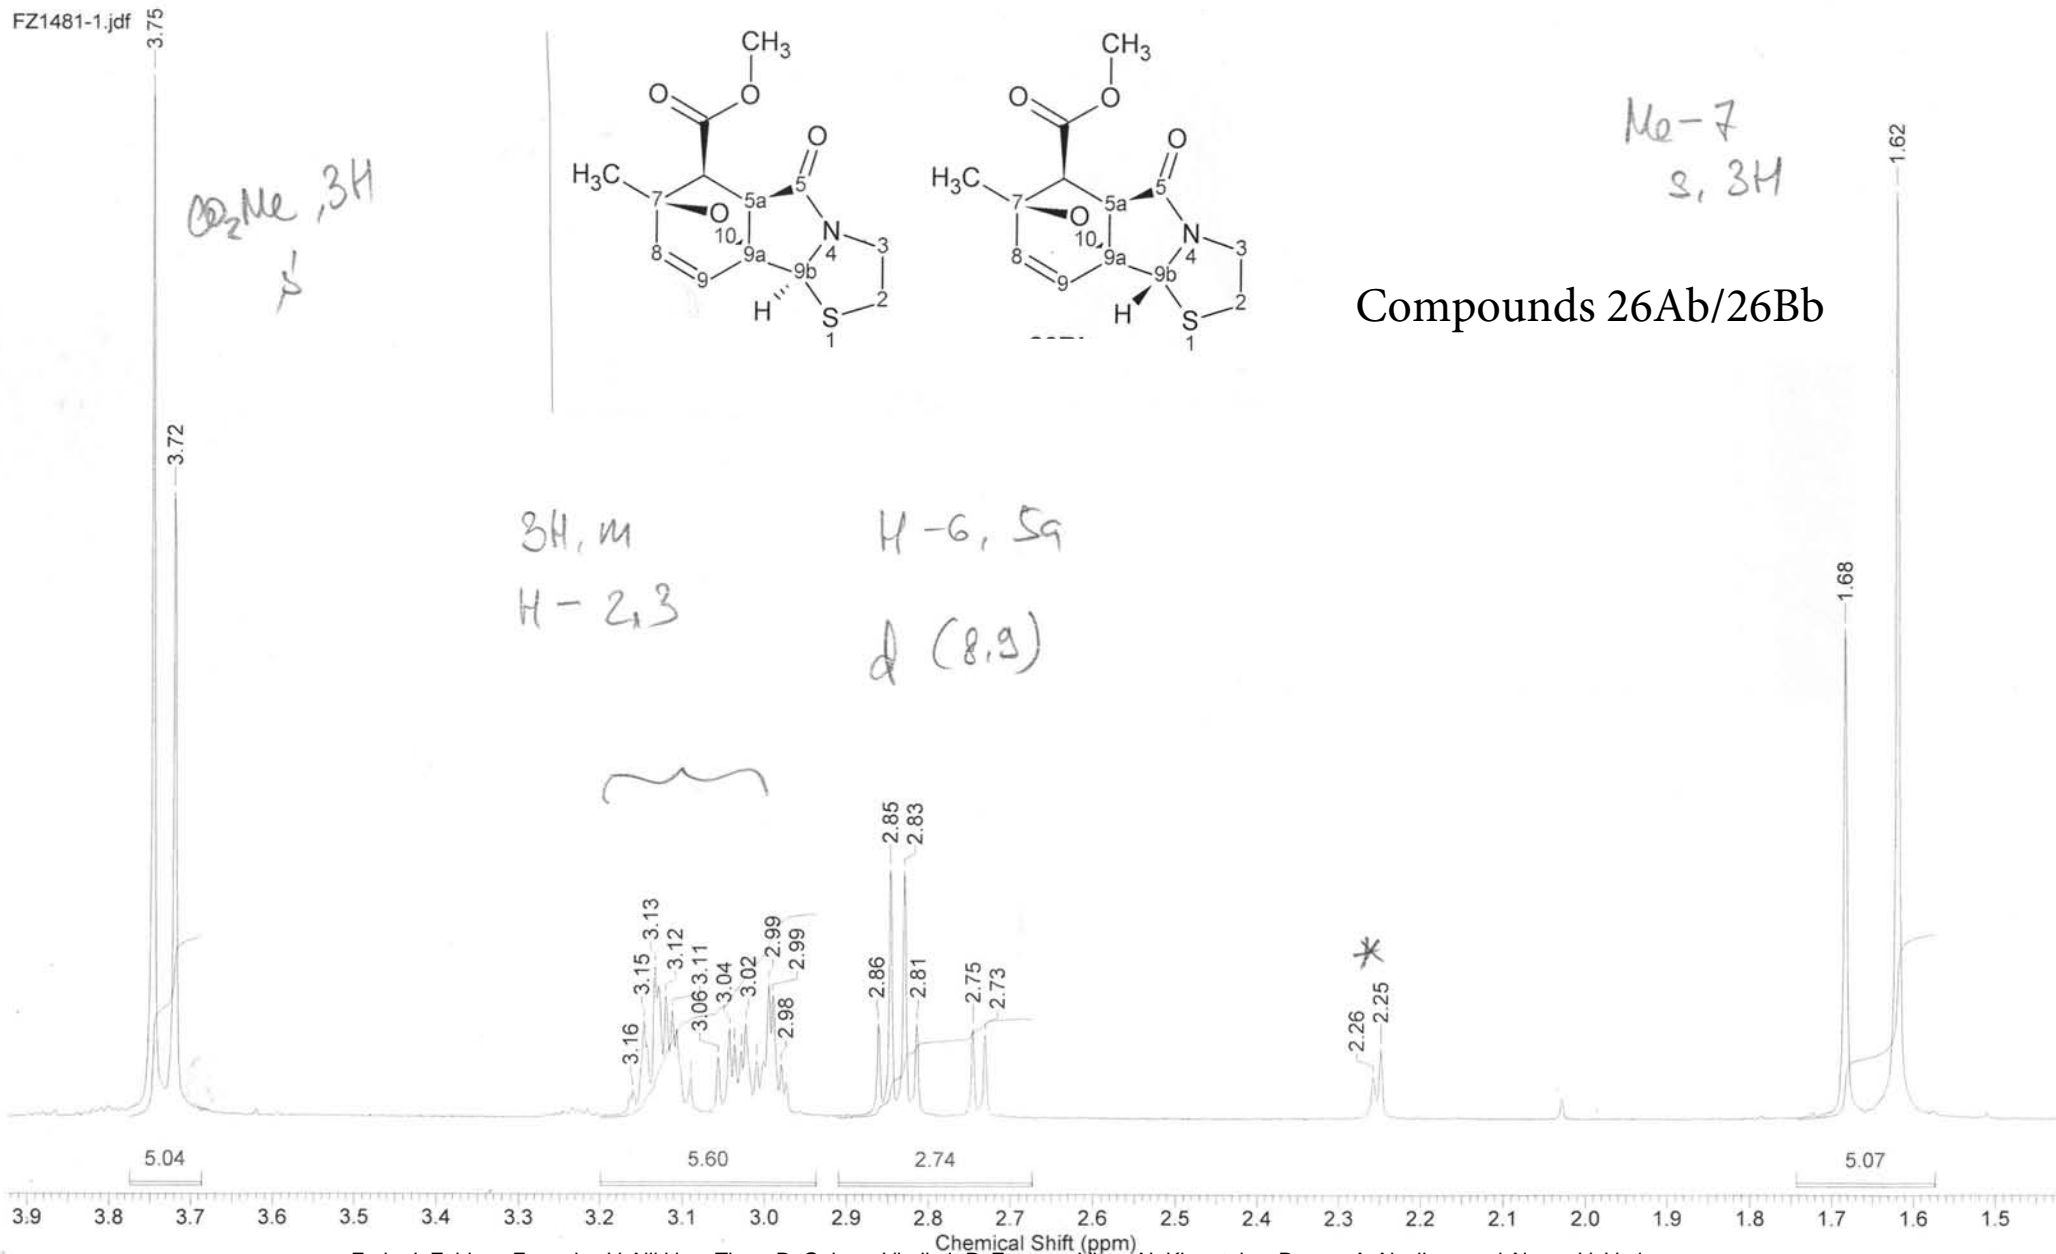 FZ1481-1.jdf
3.75
3.72
CO2Me, 3H
s
CH3
O
O
O
H3C
7
5a
5
O
10
N
4
3
8
9
9a
9b
2
H
S
1
CH3
O
O
O
H3C
7
5a
5
O
10
N
4
3
8
9
9a
9b
2
H
S
1
Compounds 26Ab/26Bb
Me-7
s, 3H
1.62
1.68
3H, m
H - 2,3
H-6, 5a
d (8,9)
3.16
3.15
3.13
3.12
3.11
3.06
3.04
3.02
2.99
2.99
2.98
2.86
2.85
2.83
2.81
2.75
2.73
*
2.26
2.25
5.04
5.60
2.74
5.07
3.9 3.8 3.7 3.6 3.5 3.4 3.3 3.2 3.1 3.0 2.9 2.8 2.7 2.6 2.5 2.4 2.3 2.2 2.1 2.0 1.9 1.8 1.7 1.6 1.5
Chemical Shift (ppm)